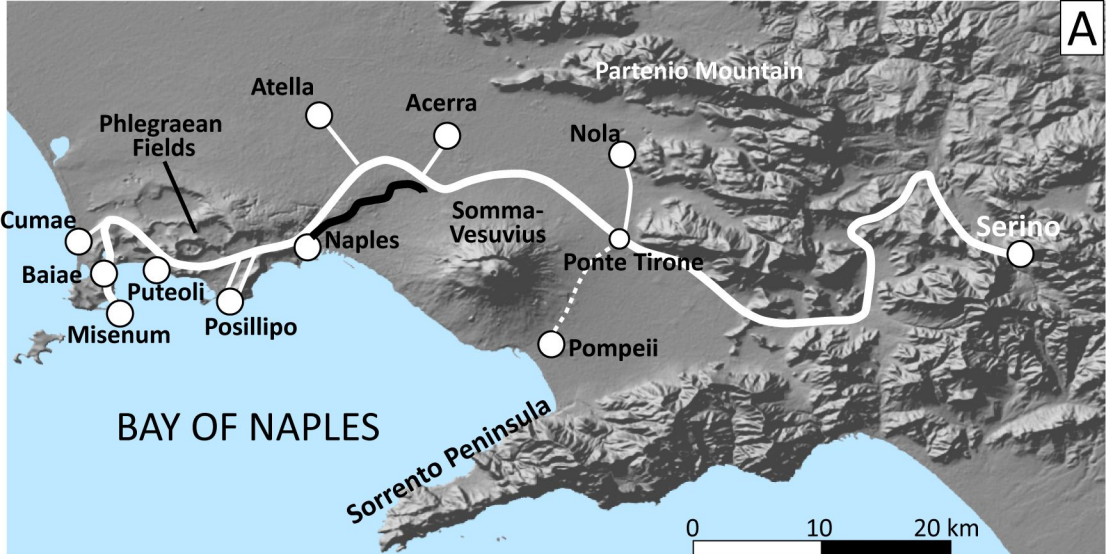 A
Partenio Mountain
Atella
Acerra
Phlegraean
Fields
Nola
Cumae
Somma-
Vesuvius
Naples
Serino
Baiae
Puteoli
Ponte Tirone
Misenum
Posillipo
Pompeii
BAY OF NAPLES
Sorrento Peninsula
0 10 20 km